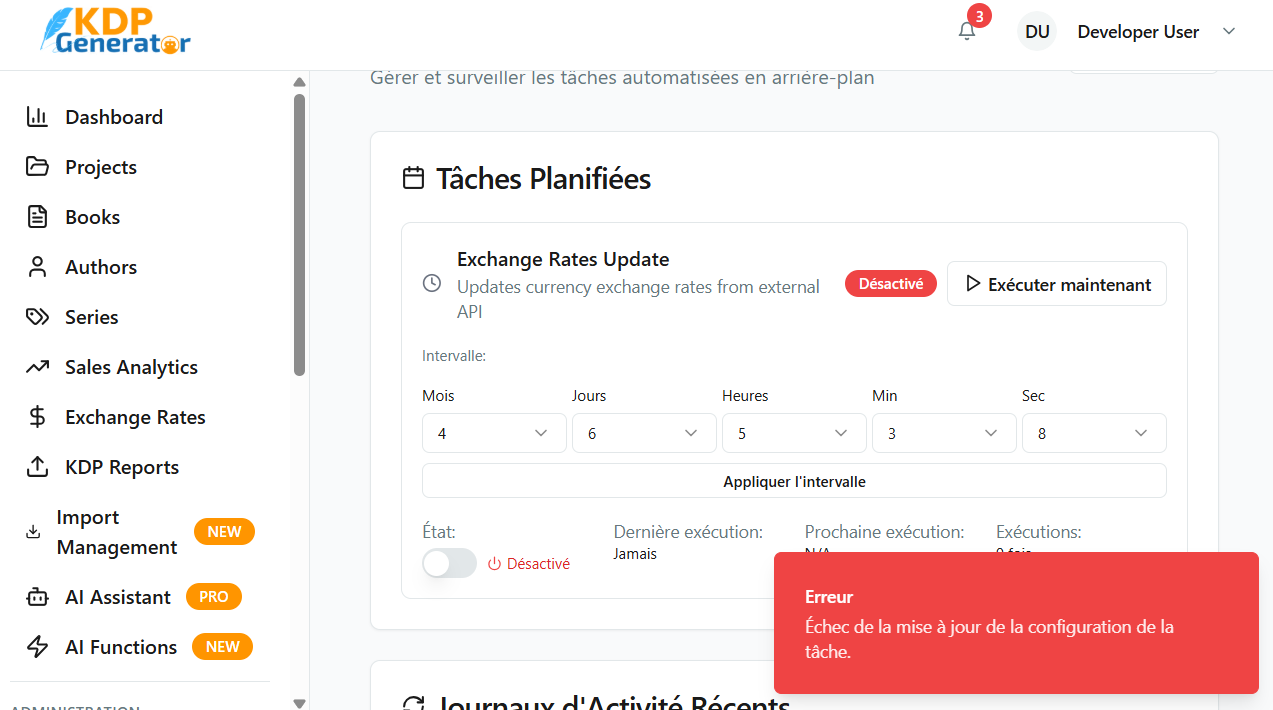 KDP
Generator
3
DU
Developer User
Gérer et surveiller les tâches automatisées en arrière-plan
Dashboard
Projects
Books
Authors
Series
Sales Analytics
Exchange Rates
KDP Reports
Import
Management
NEW
AI Assistant
PRO
AI Functions
NEW
ADMINISTRATION
Tâches Planifiées
Exchange Rates Update
Updates currency exchange rates from external
API
Désactivé
Exécuter maintenant
Intervalle:
Mois
Jours
Heures
Min
Sec
4
6
5
3
8
Appliquer l'intervalle
État:
Désactivé
Dernière exécution:
Jamais
Prochaine exécution:
N/A
Exécutions:
0 fois
Erreur
Échec de la mise à jour de la configuration de la
tâche.
Journaux d'Activité Récents